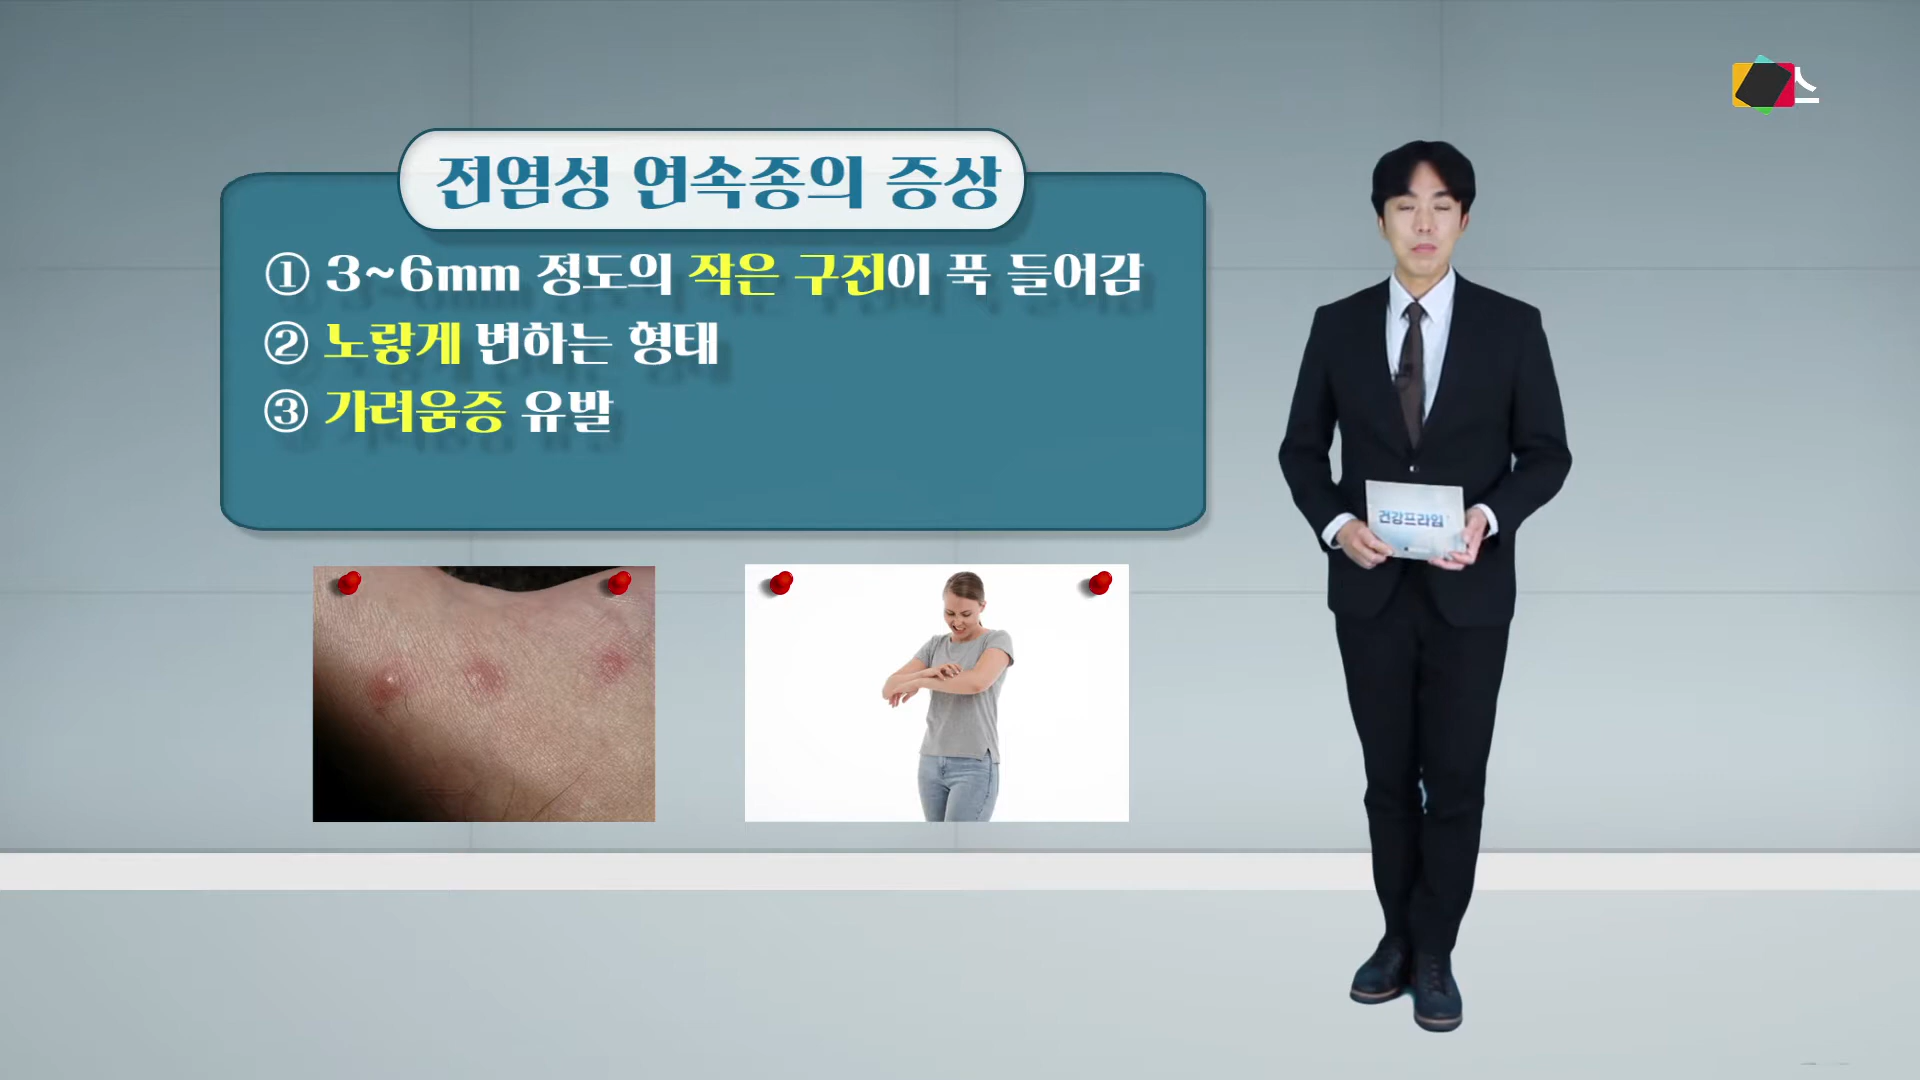 전염성 연속종의 증상
① 3~6mm 정도의 작은 구진이 푹 들어감
② 노랗게 변하는 형태
③ 가려움증 유발
건강프라임
스